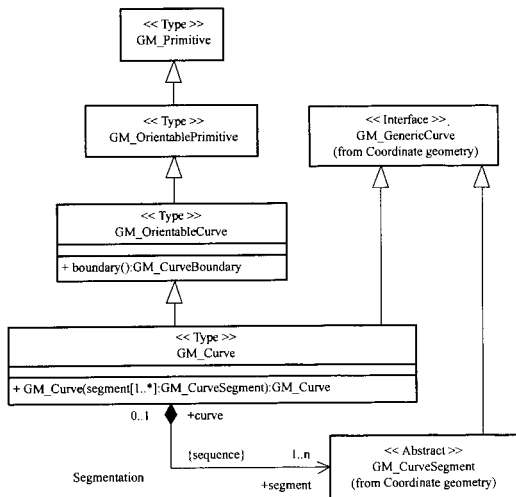 << Type >>
GM_Primitive
<< Type >>
GM_OrientablePrimitive
<< Interface >>
GM_GenericCurve
(from Coordinate geometry)
<< Type >>
GM_OrientableCurve
+ boundary():GM_CurveBoundary
<< Type >>
GM_Curve
+ GM_Curve(segment[1..*]:GM_CurveSegment):GM_Curve
0..1 +curve
{sequence} 1..n
Segmentation +segment
<< Abstract >>
GM_CurveSegment
(from Coordinate geometry)